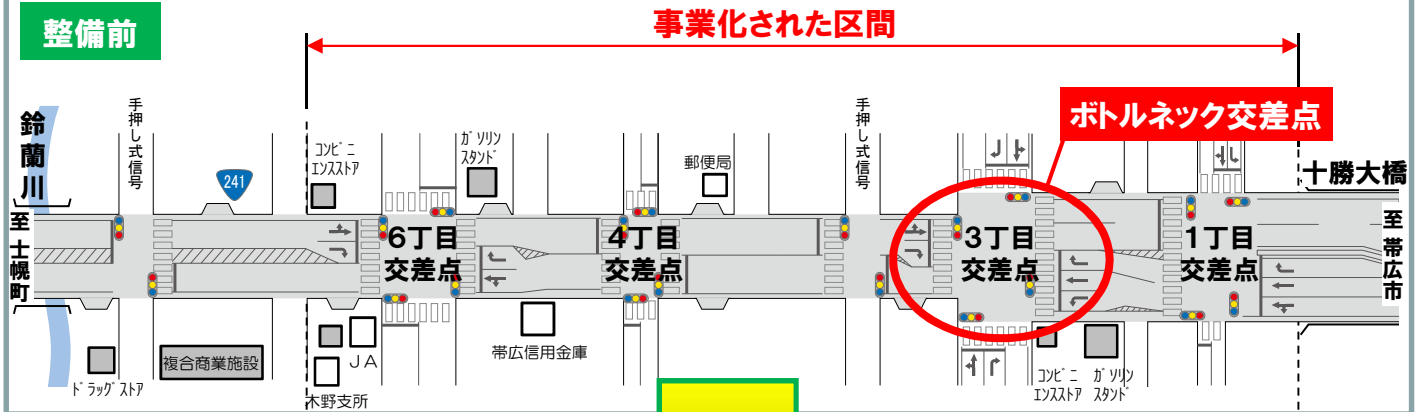 整備前
事業化された区間
ボトルネック交差点
鈴蘭川
手押し式信号
241
コンビニ
エンスストア
ガソリン
スタンド
郵便局
手押し式信号
十勝大橋
至 士幌町
6丁目
交差点
4丁目
交差点
3丁目
交差点
1丁目
交差点
至 帯広市
ドラッグストア
複合商業施設
JA
木野支所
帯広信用金庫
コンビニ
エンスストア
ガソリン
スタンド